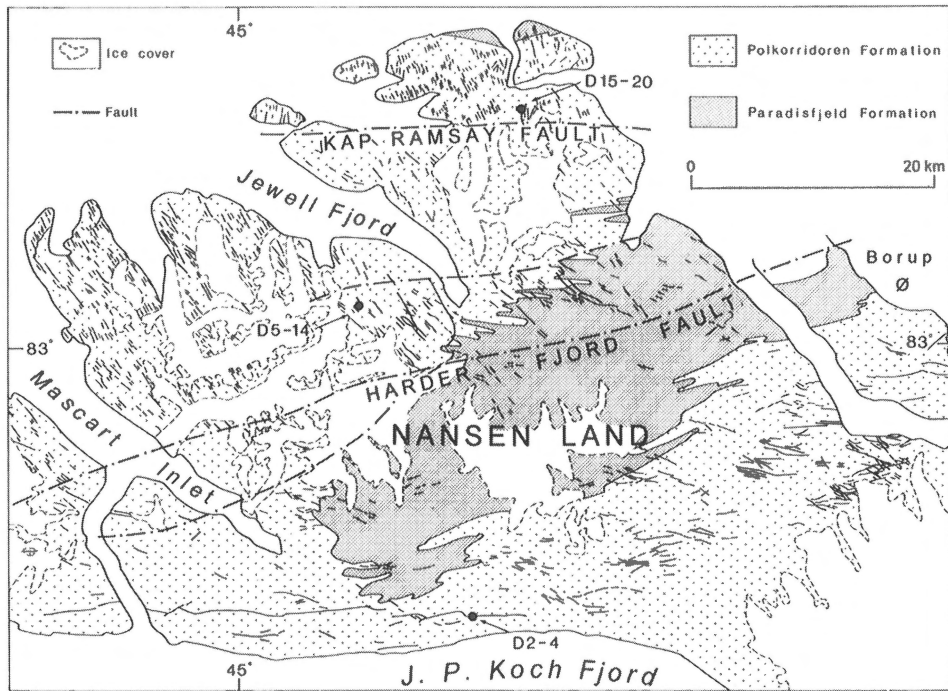 45°
Ice cover
Fault
Polkorridoren Formation
Paradisfjeld Formation
0 20 km
D15-20
KAP RAMSAY FAULT
Jewell Fjord
Borup
Ø
D5-14
83°
83°
HARDER FJORD FAULT
Mascart
Inlet
NANSEN LAND
D2-4
45°
J. P. Koch Fjord